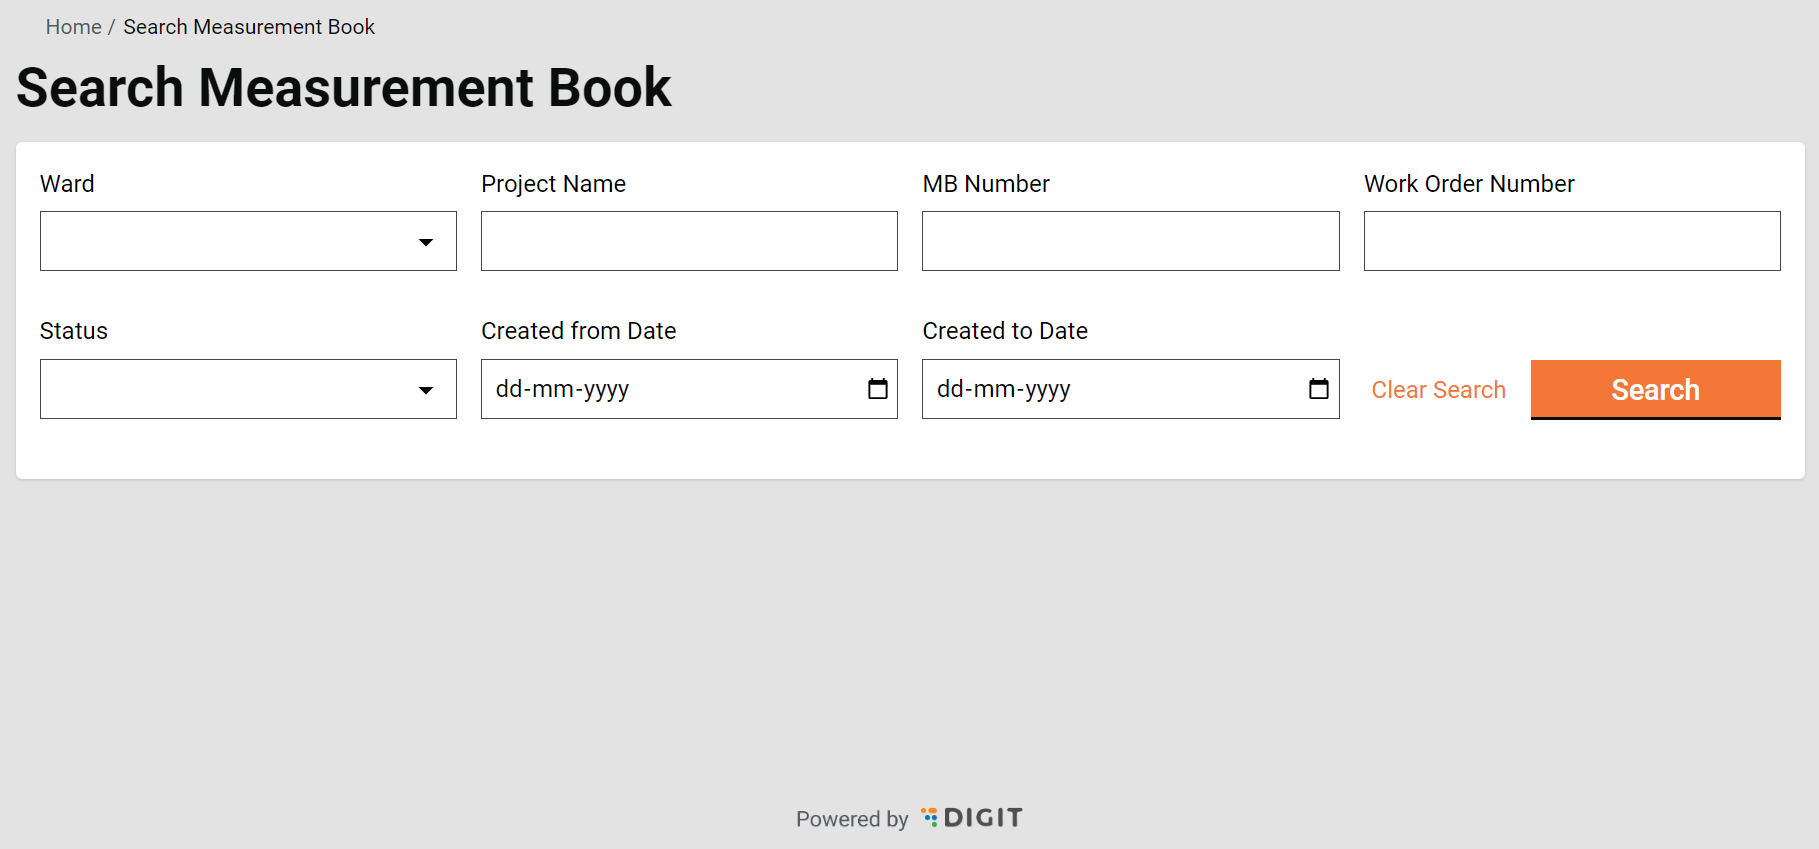 Home / Search Measurement Book
Search Measurement Book
Ward
Project Name
MB Number
Work Order Number
Status
Created from Date
Created to Date
dd-mm-yyyy
dd-mm-yyyy
Clear Search
Search
Powered by DIGIT